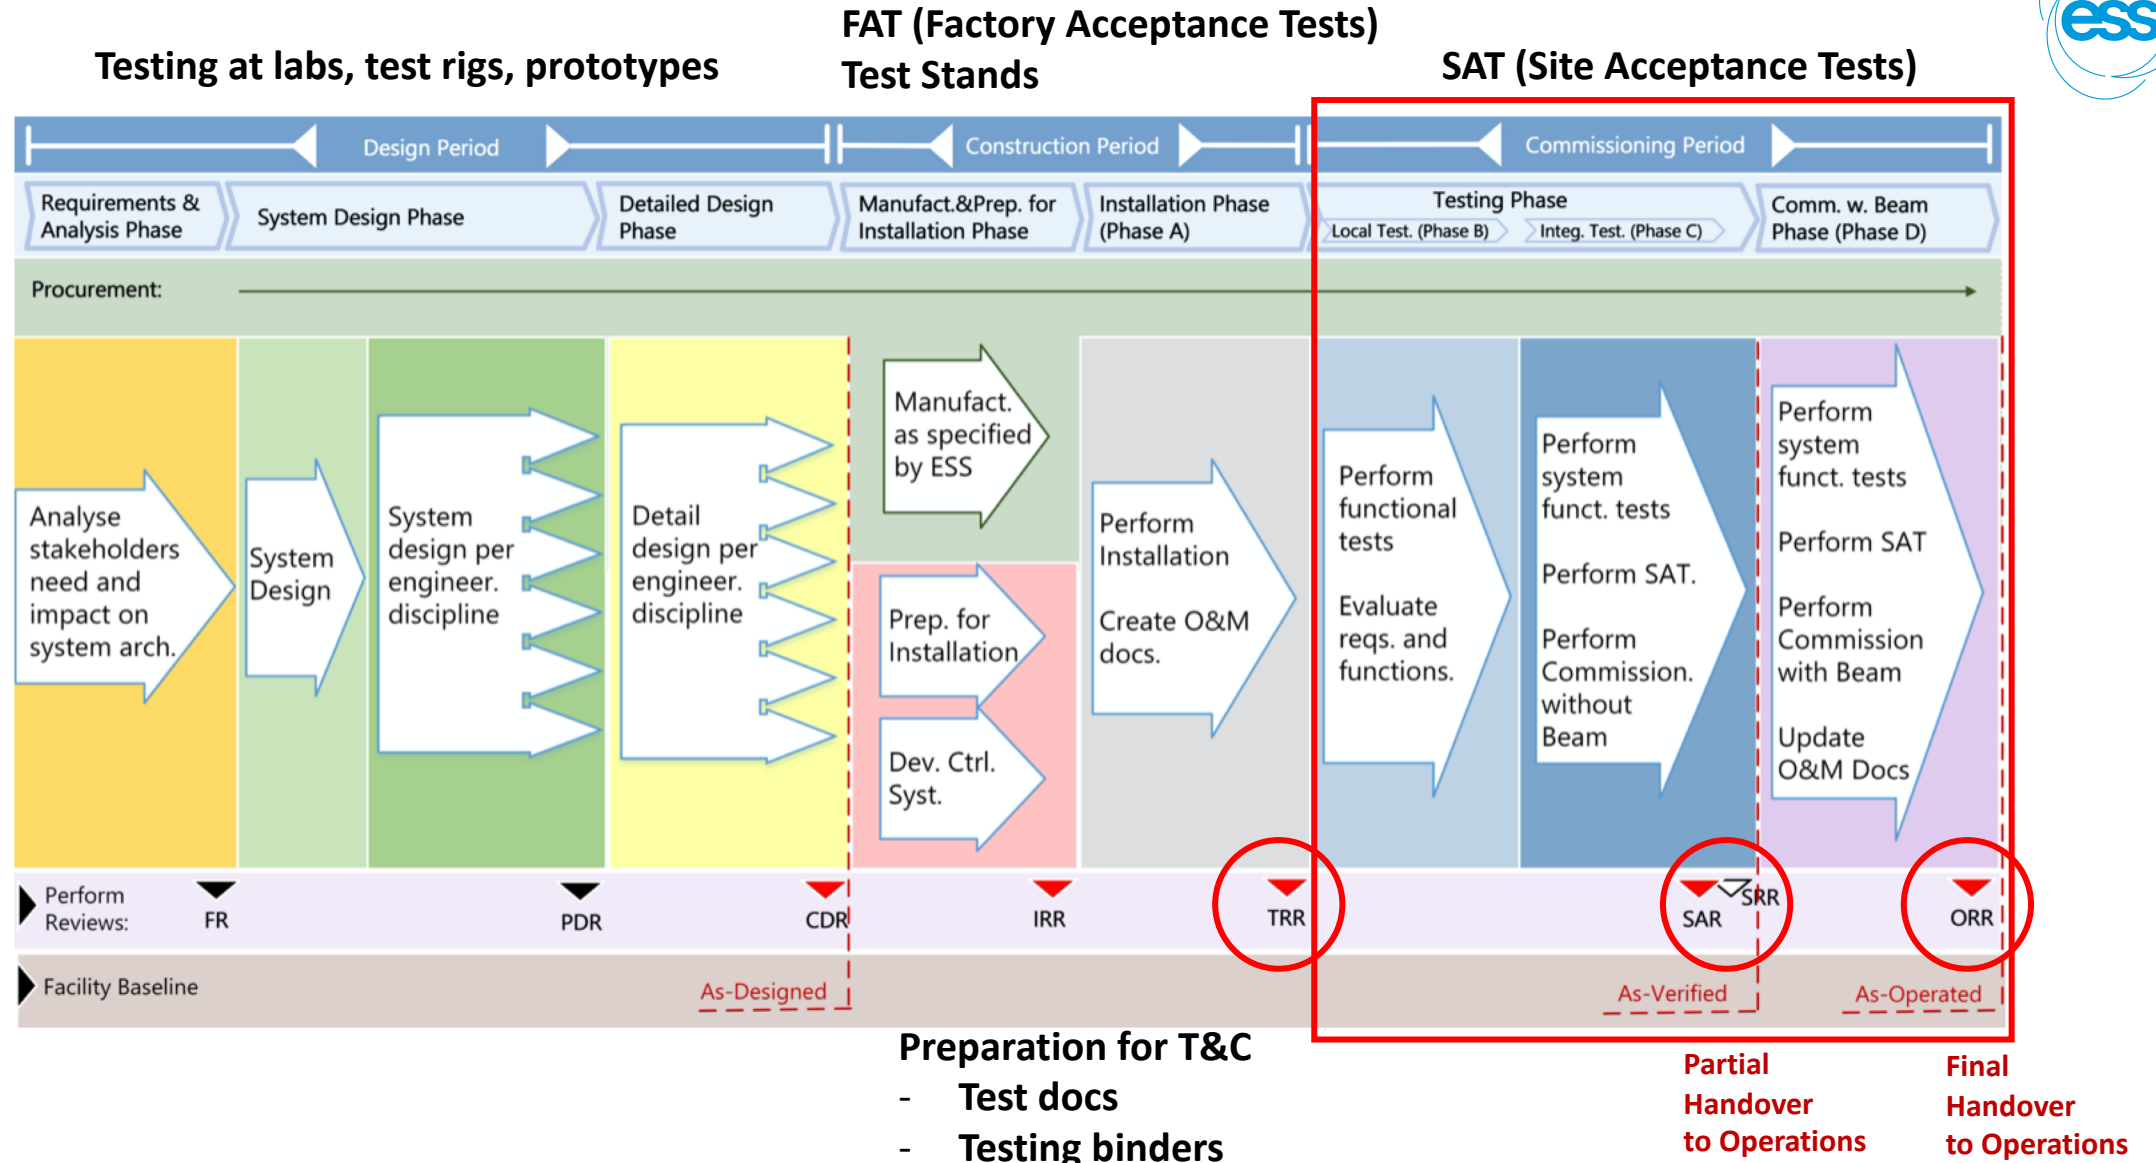 FAT (Factory Acceptance Tests)
Test Stands
Testing at labs, test rigs, prototypes
SAT (Site Acceptance Tests)
ess
Design Period
Construction Period
Commissioning Period
Requirements &
Analysis Phase
System Design Phase
Detailed Design
Phase
Manufact.&Prep. for
Installation Phase
Installation Phase
(Phase A)
Testing Phase
Local Test. (Phase B)
Integ. Test. (Phase C)
Comm. w. Beam
Phase (Phase D)
Procurement:
Analyse
stakeholders
need and
impact on
system arch.
System
Design
System
design per
engineer.
discipline
Detail
design per
engineer.
discipline
Manufact.
as specified
by ESS
Prep. for
Installation
Dev. Ctrl.
Syst.
Perform
Installation
Create O&M
docs.
Perform
functional
tests
Evaluate
reqs. and
functions.
Perform
system
funct. tests
Perform SAT.
Perform
Commission.
without
Beam
Perform
system
funct. tests
Perform SAT
Perform
Commission
with Beam
Update
O&M Docs
Perform
Reviews:
FR
PDR
CDR
IRR
TRR
SAR
SRR
ORR
Facility Baseline
As-Designed
As-Verified
As-Operated
Preparation for T&C
- Test docs
- Testing binders
Partial
Handover
to Operations
Final
Handover
to Operations